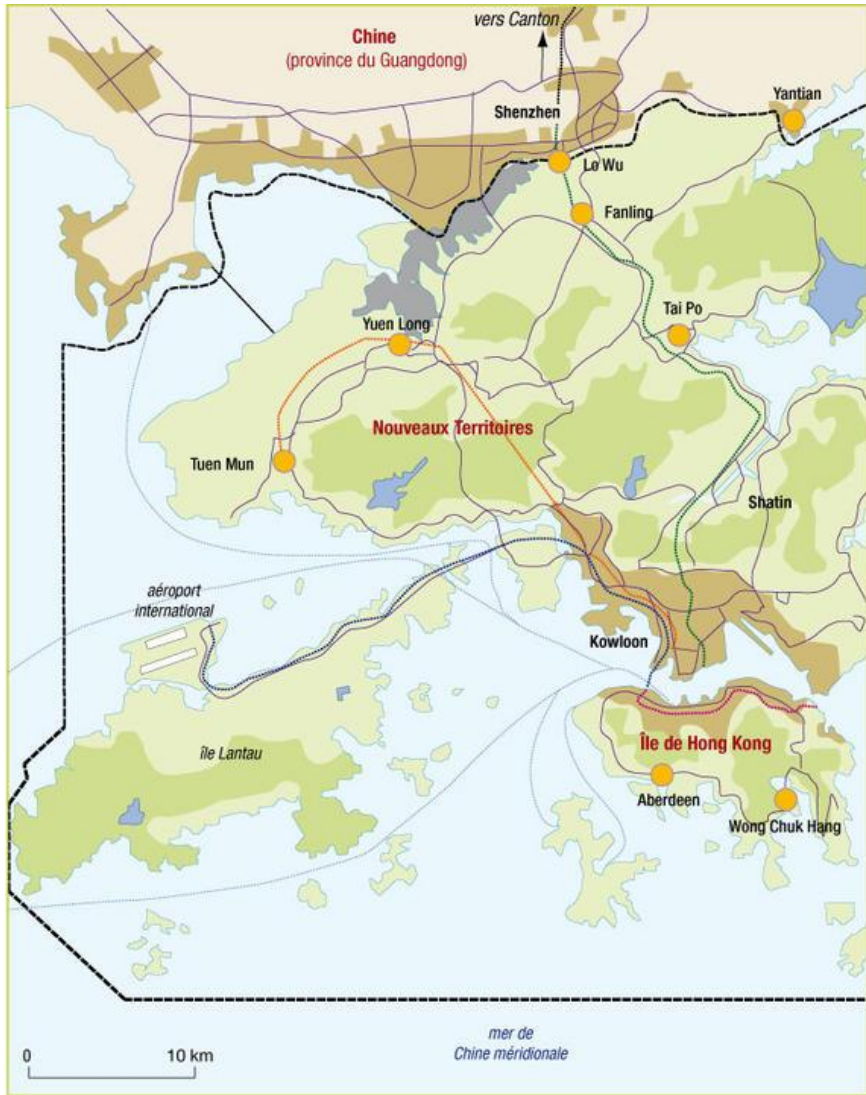 vers Canton
Chine
(province du Guangdong)
Yantian
Shenzhen
Lo Wu
Fanling
Tai Po
Yuen Long
Nouveaux Territoires
Tuen Mun
Shatin
aéroport
international
Kowloon
Île de Hong Kong
île Lantau
Aberdeen
Wong Chuk Hang
mer de
Chine méridionale
0 10 km